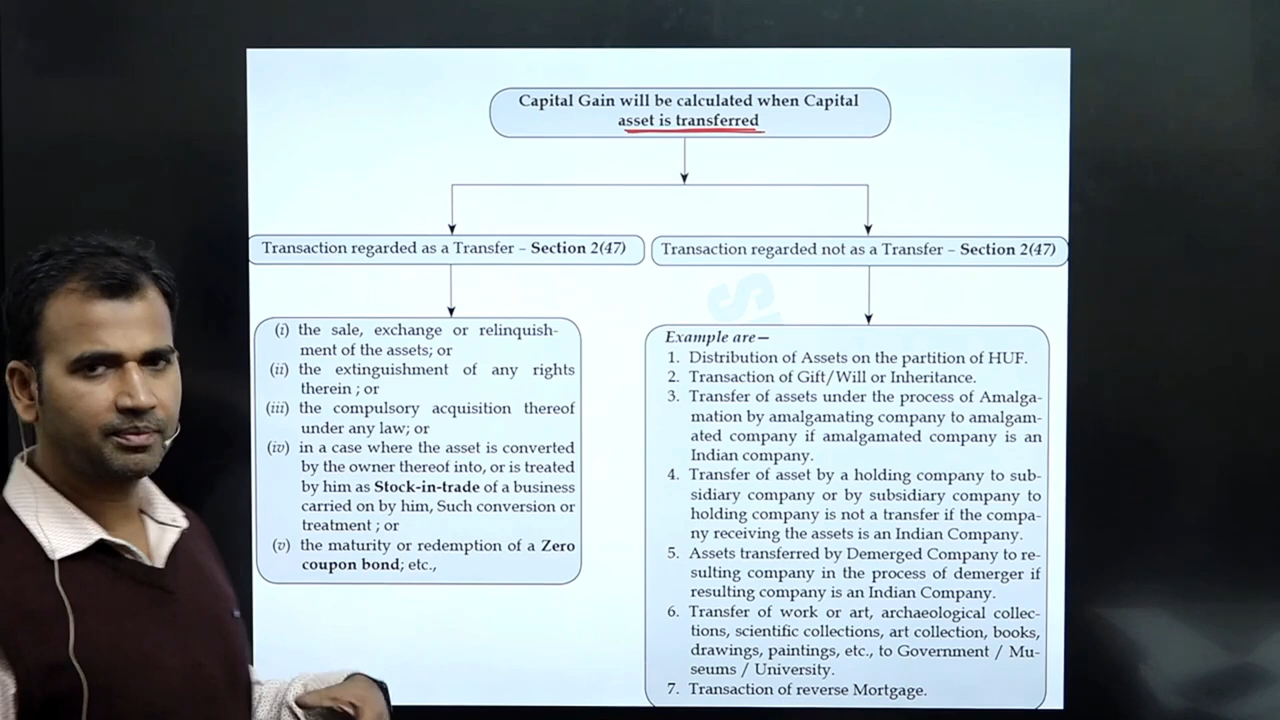 Capital Gain will be calculated when Capital
asset is transferred
Transaction regarded as a Transfer – Section 2(47)
Transaction regarded not as a Transfer – Section 2(47)
(i) the sale, exchange or relinquish-
ment of the assets; or
(ii) the extinguishment of any rights
therein ; or
(iii) the compulsory acquisition thereof
under any law; or
(iv) in a case where the asset is converted
by the owner thereof into, or is treated
by him as Stock-in-trade of a business
carried on by him, Such conversion or
treatment ; or
(v) the maturity or redemption of a Zero
coupon bond; etc.,
Example are—
1. Distribution of Assets on the partition of HUF.
2. Transaction of Gift/Will or Inheritance.
3. Transfer of assets under the process of Amalga-
mation by amalgamating company to amalgam-
ated company if amalgamated company is an
Indian company.
4. Transfer of asset by a holding company to sub-
sidiary company or by subsidiary company to
holding company is not a transfer if the compa-
ny receiving the assets is an Indian Company.
5. Assets transferred by Demerged Company to re-
sulting company in the process of demerger if
resulting company is an Indian Company.
6. Transfer of work or art, archaeological collec-
tions, scientific collections, art collection, books,
drawings, paintings, etc., to Government / Mu-
seums / University.
7. Transaction of reverse Mortgage.